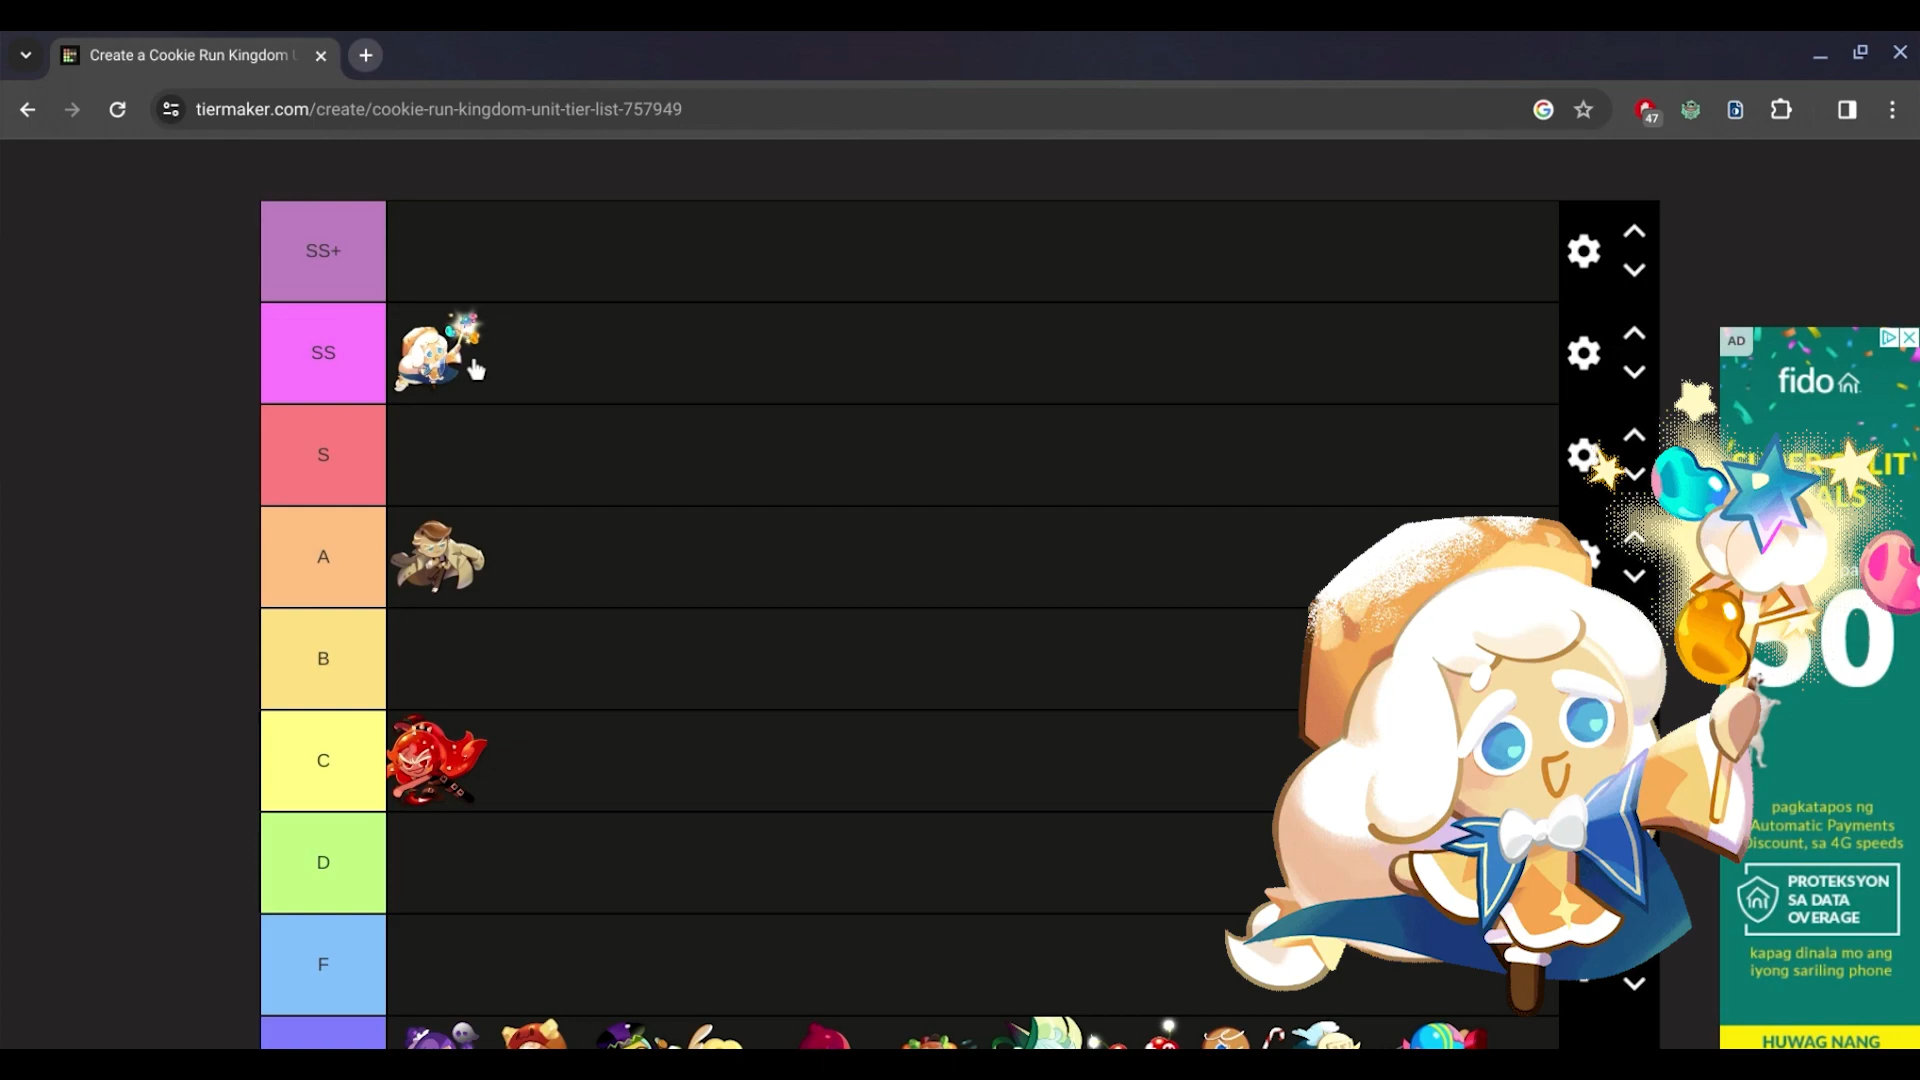 Create a Cookie Run Kingdom
tiermaker.com/create/cookie-run-kingdom-unit-tier-list-757949
47
SS+
SS
S
A
B
C
D
F
AD
fido
pagkatapos ng
Automatic Payments
Discount, sa 4G speeds
PROTEKSYON
SA DATA
OVERAGE
kapag dinala mo ang
iyong sariling phone
HUWAG NANG